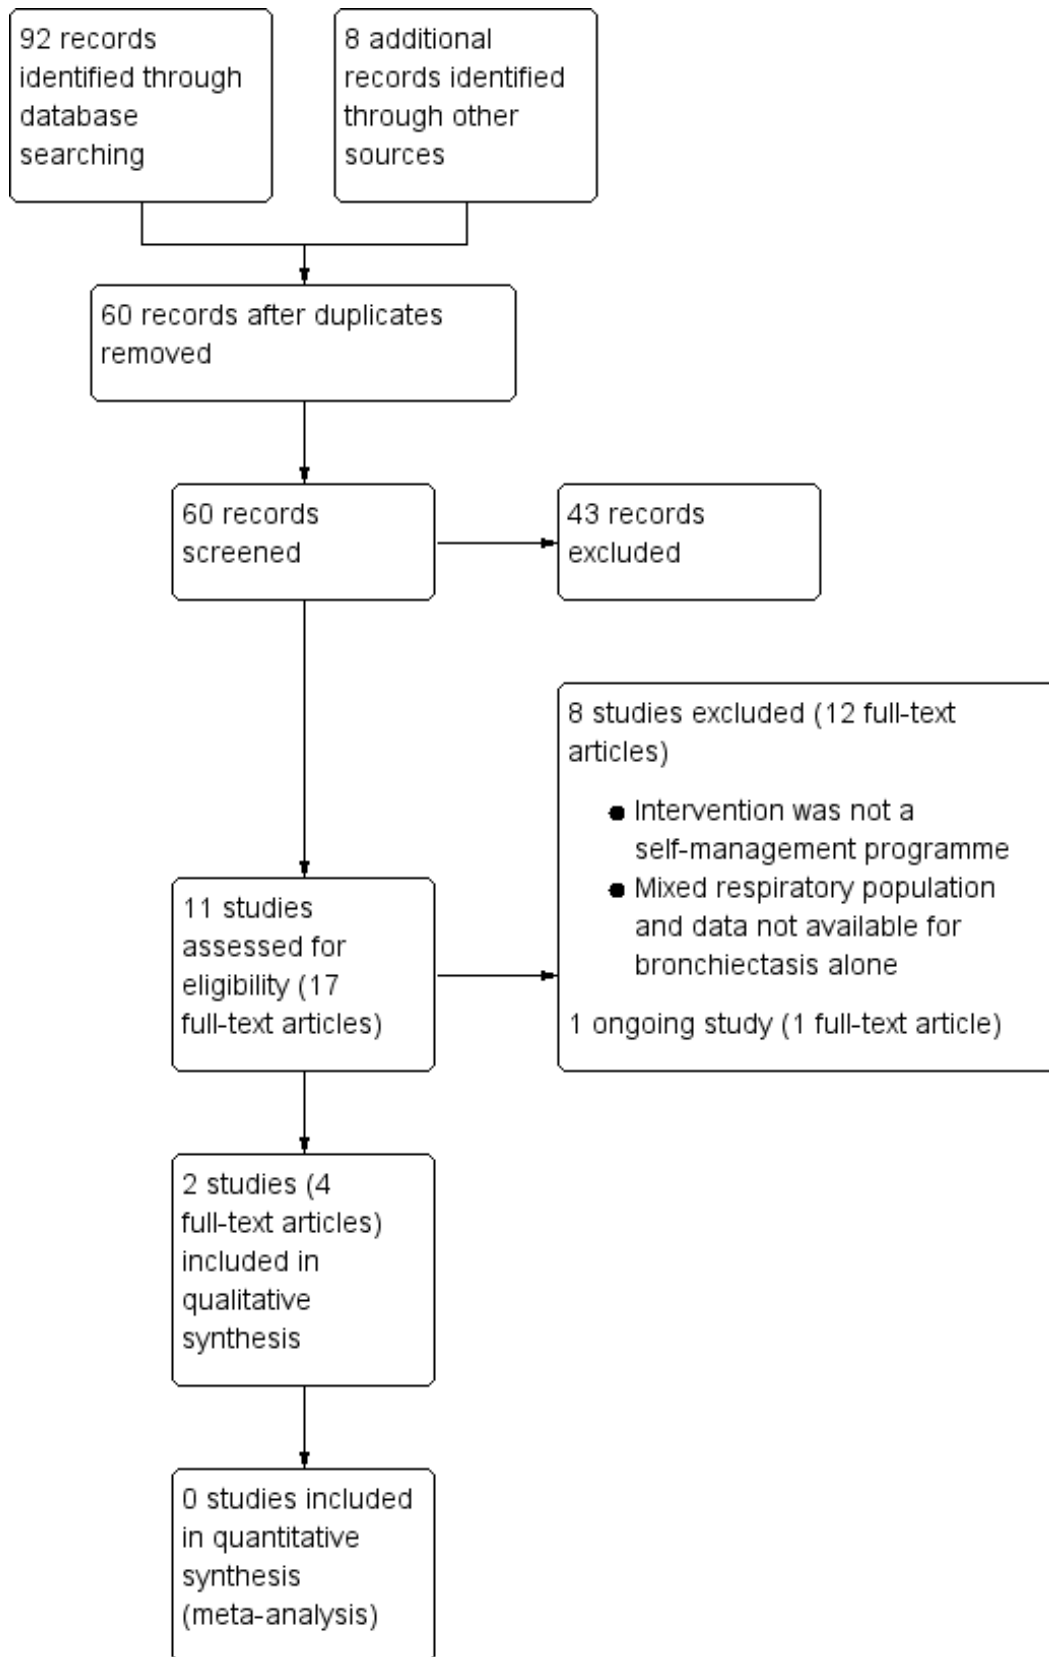 92 records
identified through
database
searching
8 additional
records identified
through other
sources
60 records after duplicates
removed
60 records
screened
43 records
excluded
8 studies excluded (12 full-text
articles)
● Intervention was not a
self-management programme
● Mixed respiratory population
and data not available for
bronchiectasis alone
1 ongoing study (1 full-text article)
11 studies
assessed for
eligibility (17
full-text articles)
2 studies (4
full-text articles)
included in
qualitative
synthesis
0 studies included
in quantitative
synthesis
(meta-analysis)